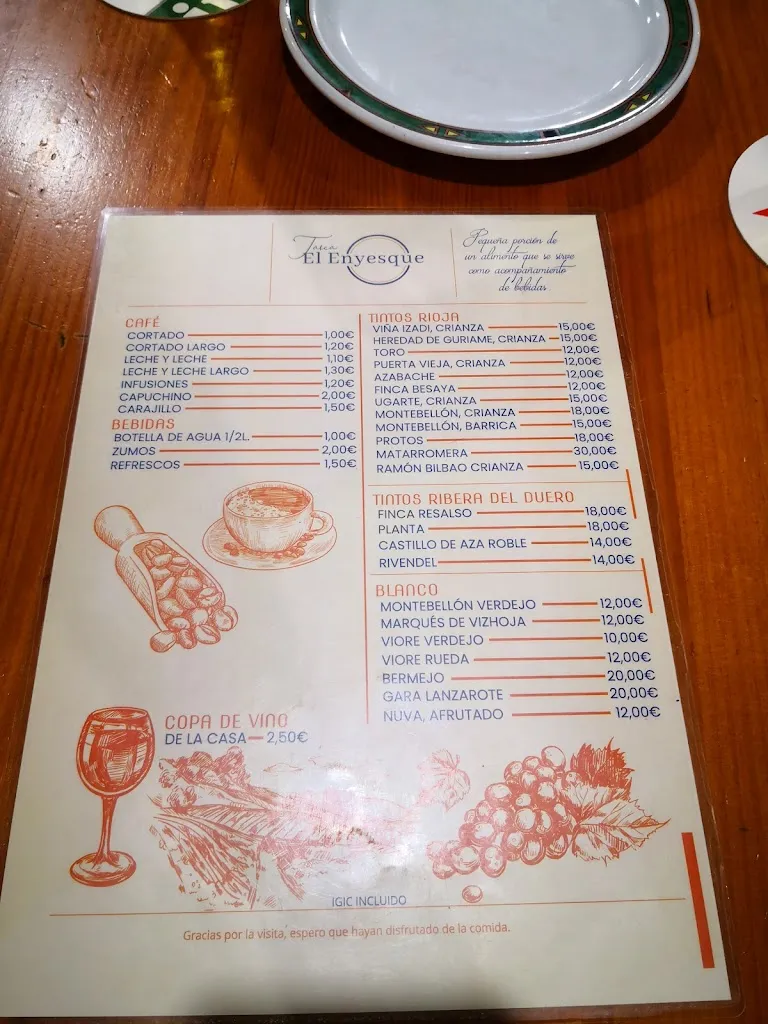 Tasca
El Enyesque
Pequeña porción de
un alimento que se sirve
como acompañamiento
de bebidas
CAFÉ
CORTADO 1,00€
CORTADO LARGO 1,20€
LECHE Y LECHE 1,10€
LECHE Y LECHE LARGO 1,30€
INFUSIONES 1,20€
CAPUCHINO 2,00€
CARAJILLO 1,50€
BEBIDAS
BOTELLA DE AGUA 1/2L. 1,00€
ZUMOS 2,00€
REFRESCOS 1,50€
COPA DE VINO
DE LA CASA 2,50€
TINTOS RIOJA
VIÑA IZADI, CRIANZA 15,00€
HEREDAD DE GURIAME, CRIANZA 15,00€
TORO 12,00€
PUERTA VIEJA, CRIANZA 12,00€
AZABACHE 12,00€
FINCA BESAYA 12,00€
UGARTE, CRIANZA 15,00€
MONTEBELLÓN, CRIANZA 18,00€
MONTEBELLÓN, BARRICA 15,00€
PROTOS 18,00€
MATARROMERA 30,00€
RAMÓN BILBAO CRIANZA 15,00€
TINTOS RIBERA DEL DUERO
FINCA RESALSO 18,00€
PLANTA 18,00€
CASTILLO DE AZA ROBLE 14,00€
RIVENDEL 14,00€
BLANCO
MONTEBELLÓN VERDEJO 12,00€
MARQUÉS DE VIZHOJA 12,00€
VIORE VERDEJO 10,00€
VIORE RUEDA 12,00€
BERMEJO 20,00€
GARA LANZAROTE 20,00€
NUVA, AFRUTADO 12,00€
IGIC INCLUIDO
Gracias por la visita, espero que hayan disfrutado de la comida.